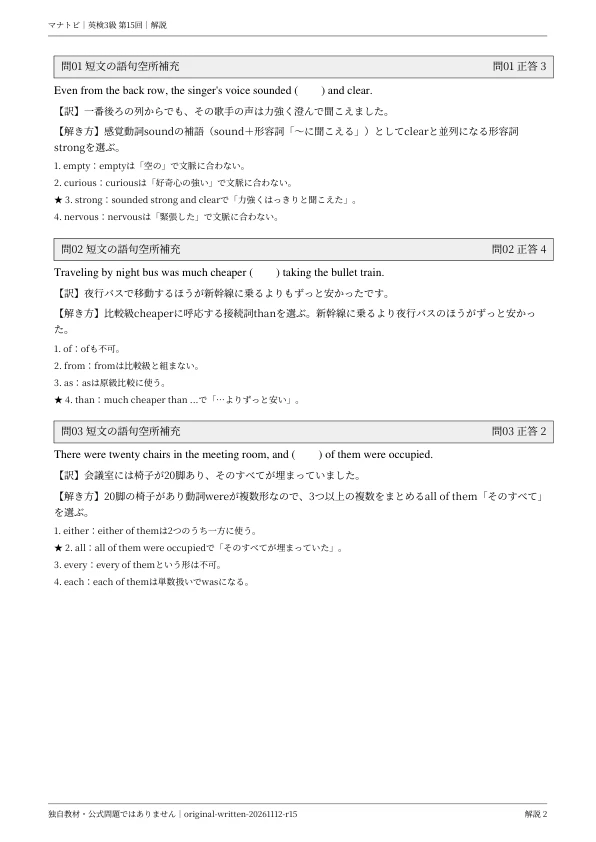 マナトビ｜英検3級 第15回｜解説
問01 短文の語句空所補充 問01 正答 3
Even from the back row, the singer's voice sounded (　　) and clear.
【訳】一番後ろの列からでも、その歌手の声は力強く澄んで聞こえました。
【解き方】感覚動詞soundの補語（sound＋形容詞「〜に聞こえる」）としてclearと並列になる形容詞
strongを選ぶ。
1. empty：emptyは「空の」で文脈に合わない。
2. curious：curiousは「好奇心の強い」で文脈に合わない。
★ 3. strong：sounded strong and clearで「力強くはっきりと聞こえた」。
4. nervous：nervousは「緊張した」で文脈に合わない。
問02 短文の語句空所補充 問02 正答 4
Traveling by night bus was much cheaper (　　) taking the bullet train.
【訳】夜行バスで移動するほうが新幹線に乗るよりもずっと安かったです。
【解き方】比較級cheaperに呼応する接続詞thanを選ぶ。新幹線に乗るより夜行バスのほうがずっと安かっ
た。
1. of：ofも不可。
2. from：fromは比較級と組まない。
3. as：asは原級比較に使う。
★ 4. than：much cheaper than …で「…よりずっと安い」。
問03 短文の語句空所補充 問03 正答 2
There were twenty chairs in the meeting room, and (　　) of them were occupied.
【訳】会議室には椅子が20脚あり、そのすべてが埋まっていました。
【解き方】20脚の椅子があり動詞wereが複数形なので、3つ以上の複数をまとめるall of them「そのすべて」
を選ぶ。
1. either：either of themは2つのうち一方に使う。
★ 2. all：all of them were occupiedで「そのすべてが埋まっていた」。
3. every：every of themという形は不可。
4. each：each of themは単数扱いでwasになる。
独自教材・公式問題ではありません｜original-written-20261112-r15 解説 2